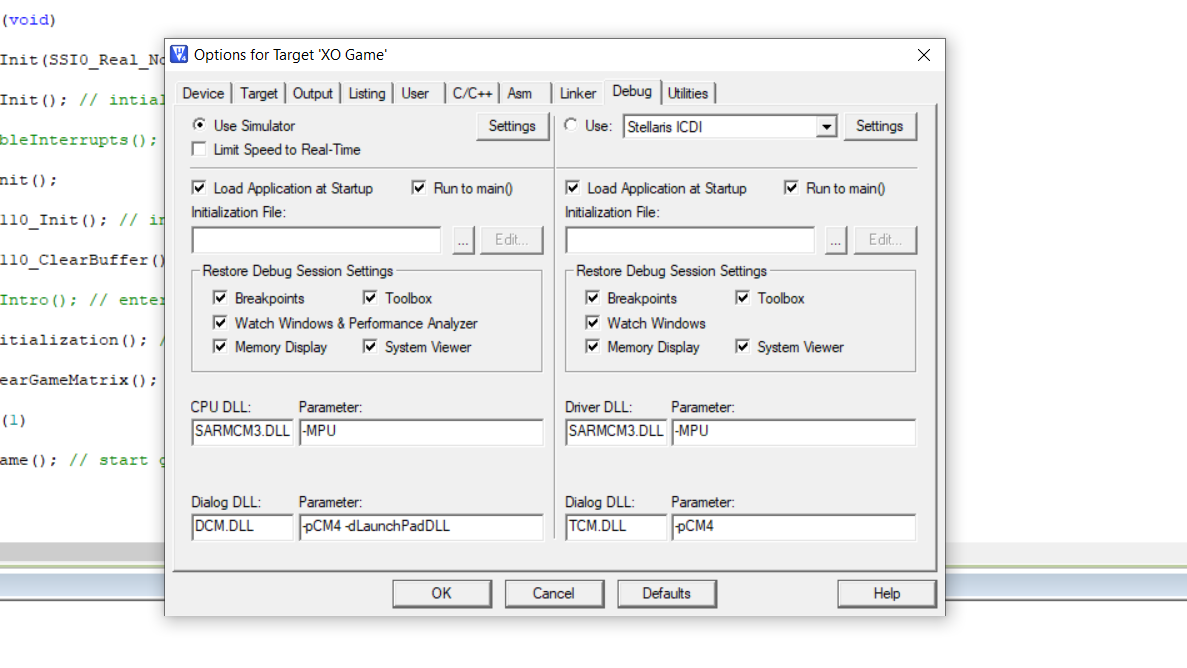 (void)
Init(SSI0_Real_No
Init(); // intial
bleInterrupts();
nit();
110_Init(); // in
110_ClearBuffer()
Intro(); // enter
itialization(); /
earGameMatrix();
(1)
ame(); // start g
Options for Target 'XO Game'
Device Target Output Listing User C/C++ Asm Linker Debug Utilities
Use Simulator Settings
Limit Speed to Real-Time
Use: Stellaris ICDI Settings
Load Application at Startup Run to main()
Initialization File:
... Edit...
Restore Debug Session Settings
Breakpoints Toolbox
Watch Windows & Performance Analyzer
Memory Display System Viewer
CPU DLL: Parameter:
SARMCM3.DLL -MPU
Dialog DLL: Parameter:
DCM.DLL -pCM4 -dLaunchPadDLL
Load Application at Startup Run to main()
Initialization File:
... Edit...
Restore Debug Session Settings
Breakpoints Toolbox
Watch Windows
Memory Display System Viewer
Driver DLL: Parameter:
SARMCM3.DLL -MPU
Dialog DLL: Parameter:
TCM.DLL -pCM4
OK Cancel Defaults Help